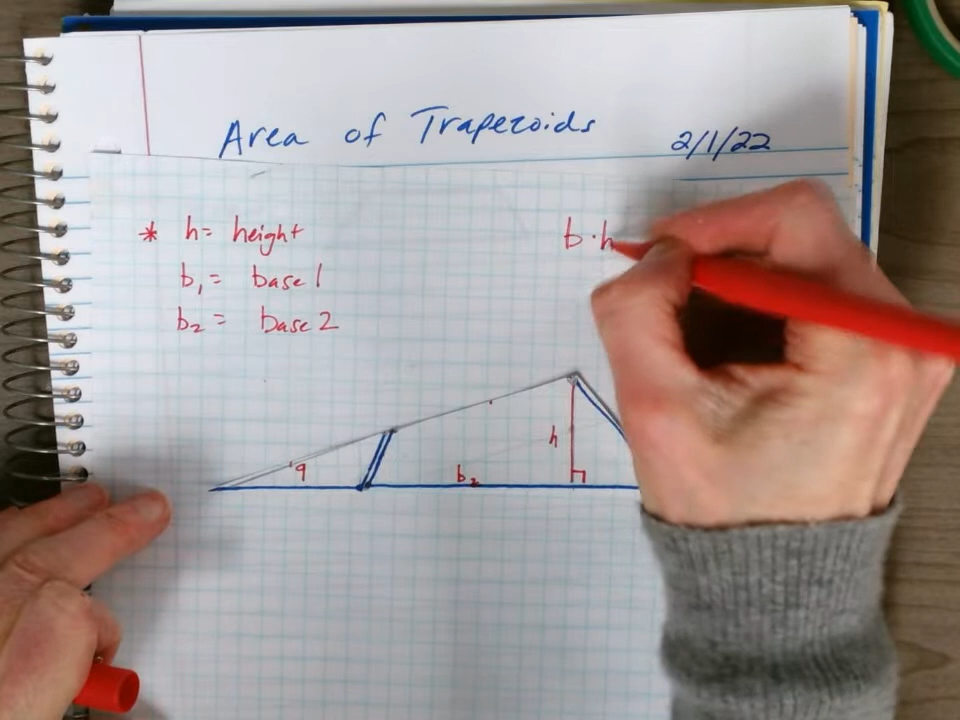 Area of Trapezoids
2/1/22
* h = height
b₁ = base 1
b₂ = base 2
b · h
h
b₂